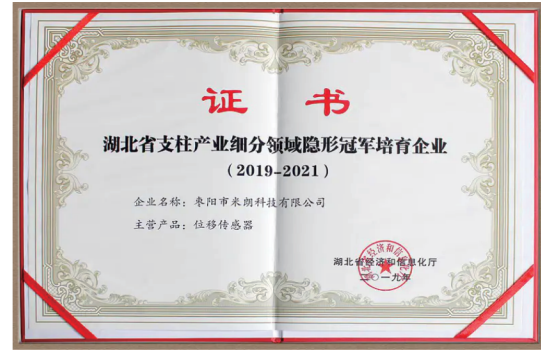 证书
湖北省支柱产业细分领域隐形冠军培育企业
（2019-2021）
企业名称：枣阳市米朗科技有限公司
主营产品：位移传感器
湖北省经济和信息化厅
二〇一九年